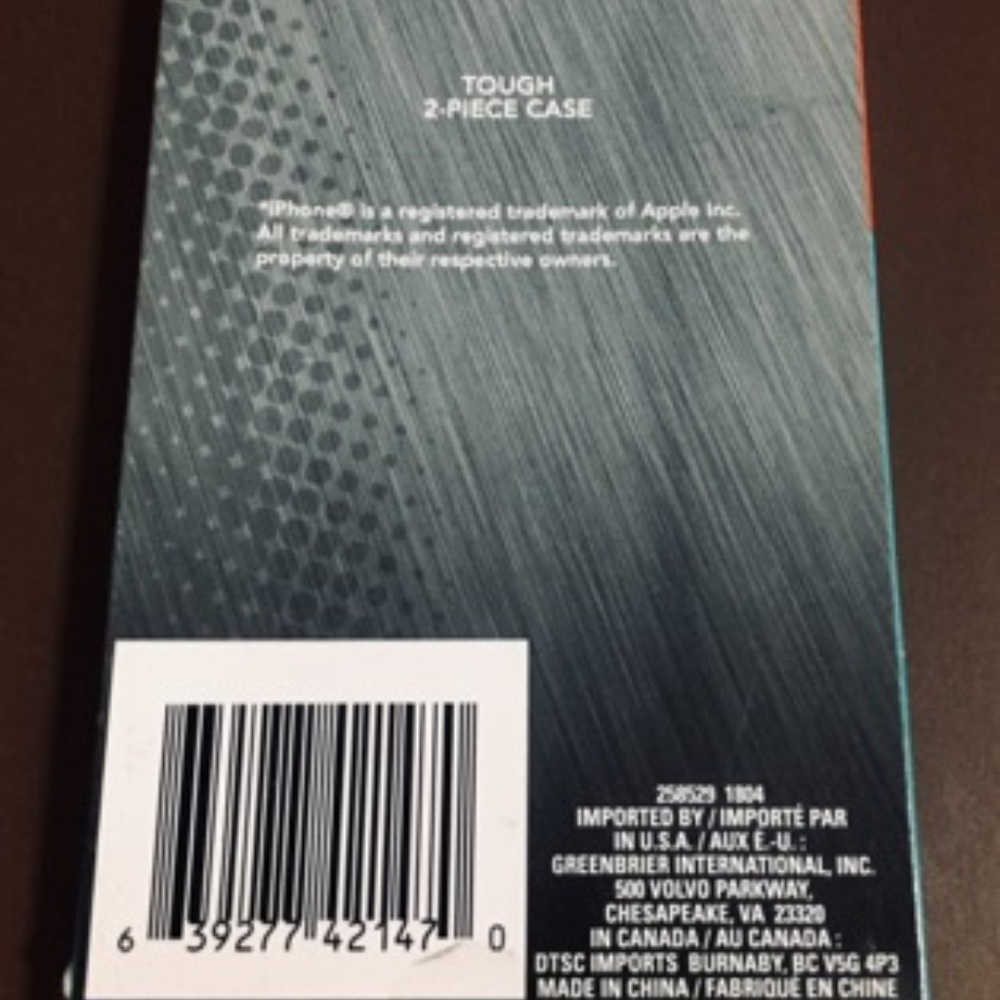 TOUGH
2-PIECE CASE
*iPhone® is a registered trademark of Apple Inc.
All trademarks and registered trademarks are the
property of their respective owners.
258529 1804
IMPORTED BY / IMPORTÉ PAR
IN U.S.A. / AUX É.-U. :
GREENBRIER INTERNATIONAL, INC.
500 VOLVO PARKWAY,
CHESAPEAKE, VA 23320
IN CANADA / AU CANADA :
DTSC IMPORTS BURNABY, BC V5G 4P3
MADE IN CHINA / FABRIQUÉ EN CHINE
6 39277 42147 0